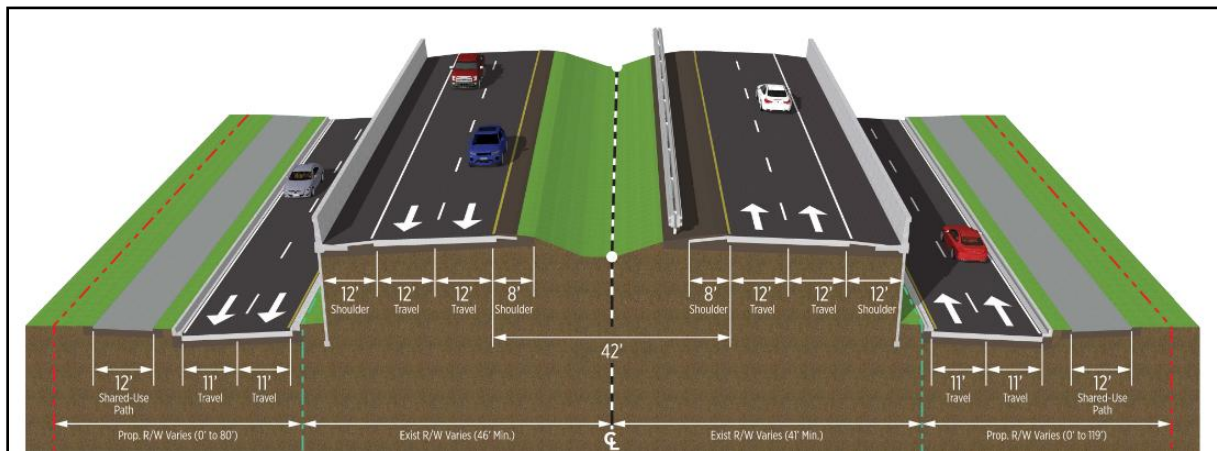 12'
Shoulder
12'
Travel
12'
Travel
8'
Shoulder
8'
Shoulder
12'
Travel
12'
Travel
12'
Shoulder
42'
12'
Shared-Use
Path
11'
Travel
11'
Travel
11'
Travel
11'
Travel
12'
Shared-Use
Path
Prop. R/W Varies (0' to 80')
Exist R/W Varies (46' Min.)
℄
Exist R/W Varies (41' Min.)
Prop. R/W Varies (0' to 119')